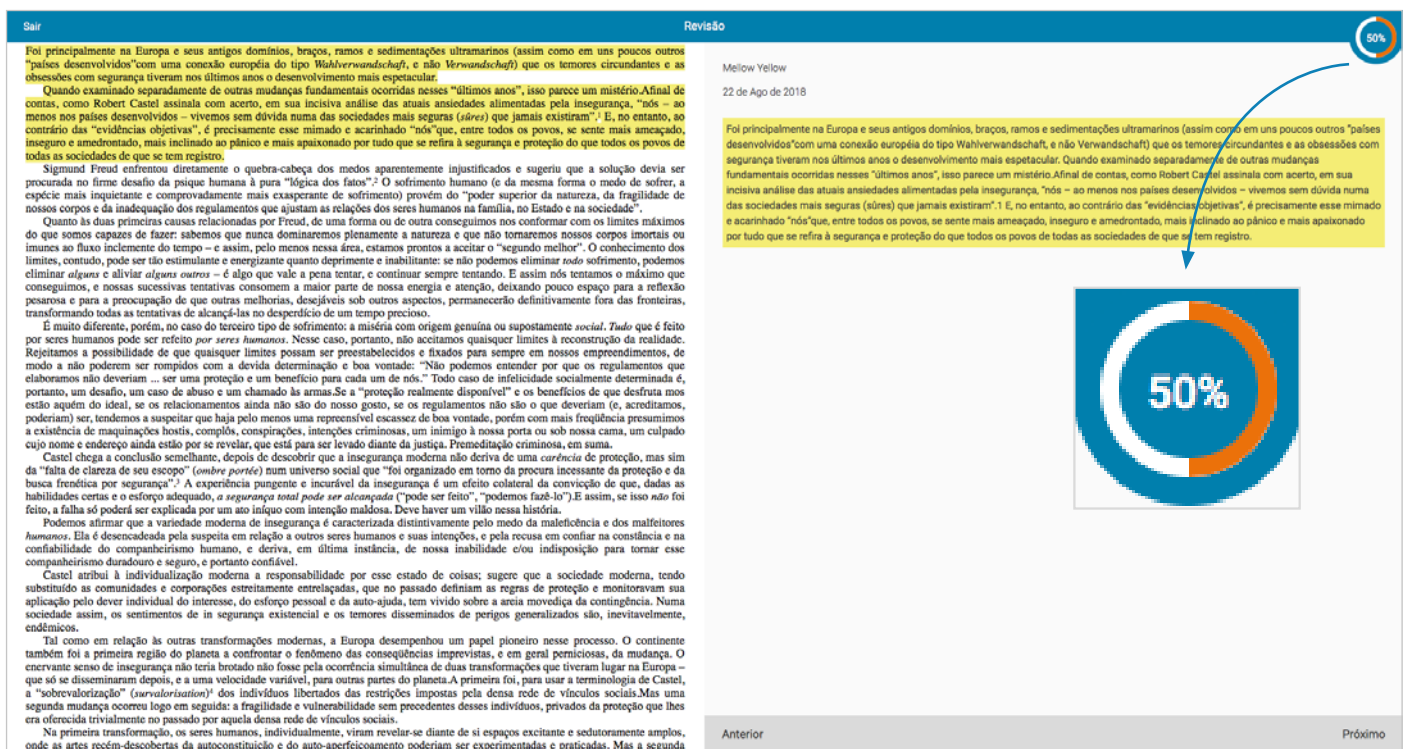 Sair
Revisão
50%
Foi principalmente na Europa e seus antigos domínios, braços, ramos e sedimentações ultramarinos (assim como em uns poucos outros
"países desenvolvidos"com uma conexão européia do tipo Wahlverwandschaft, e não Verwandschaft) que os temores circundantes e as
obsessões com segurança tiveram nos últimos anos o desenvolvimento mais espetacular.
Quando examinado separadamente de outras mudanças fundamentais ocorridas nesses "últimos anos", isso parece um mistério.Afinal de
contas, como Robert Castel assinala com acerto, em sua incisiva análise das atuais ansiedades alimentadas pela insegurança, "nós – ao
menos nos países desenvolvidos – vivemos sem dúvida numa das sociedades mais seguras (sûres) que jamais existiram".¹ E, no entanto, ao
contrário das "evidências objetivas", é precisamente esse mimado e acarinhado "nós"que, entre todos os povos, se sente mais ameaçado,
inseguro e amedrontado, mais inclinado ao pânico e mais apaixonado por tudo que se refira à segurança e proteção do que todos os povos de
todas as sociedades de que se tem registro.
Sigmund Freud enfrentou diretamente o quebra-cabeça dos medos aparentemente injustificados e sugeriu que a solução devia ser
procurada no firme desafio da psique humana à pura "lógica dos fatos".² O sofrimento humano (e da mesma forma o medo de sofrer, a
espécie mais inquietante e comprovadamente mais exasperante de sofrimento) provém do "poder superior da natureza, da fragilidade de
nossos corpos e da inadequação dos regulamentos que ajustam as relações dos seres humanos na família, no Estado e na sociedade".
Quanto às duas primeiras causas relacionadas por Freud, de uma forma ou de outra conseguimos nos conformar com os limites máximos
do que somos capazes de fazer: sabemos que nunca dominaremos plenamente a natureza e que não tornaremos nossos corpos imortais ou
imunes ao fluxo inclemente do tempo – e assim, pelo menos nessa área, estamos prontos a aceitar o "segundo melhor". O conhecimento dos
limites, contudo, pode ser tão estimulante e energizante quanto deprimente e inabilitante: se não podemos eliminar todo sofrimento, podemos
eliminar alguns e aliviar alguns outros – é algo que vale a pena tentar, e continuar sempre tentando. E assim nós tentamos o máximo que
conseguimos, e nossas sucessivas tentativas consomem a maior parte de nossa energia e atenção, deixando pouco espaço para a reflexão
pesarosa e para a preocupação de que outras melhorias, desejáveis sob outros aspectos, permanecerão definitivamente fora das fronteiras,
transformando todas as tentativas de alcançá-las no desperdício de um tempo precioso.
É muito diferente, porém, no caso do terceiro tipo de sofrimento: a miséria com origem genuína ou supostamente social. Tudo que é feito
por seres humanos pode ser refeito por seres humanos. Nesse caso, portanto, não aceitamos quaisquer limites à reconstrução da realidade.
Rejeitamos a possibilidade de que quaisquer limites possam ser preestabelecidos e fixados para sempre em nossos empreendimentos, de
modo a não poderem ser rompidos com a devida determinação e boa vontade: "Não podemos entender por que os regulamentos que
elaboramos não deveriam ... ser uma proteção e um benefício para cada um de nós." Todo caso de infelicidade socialmente determinada é,
portanto, um desafio, um caso de abuso e um chamado às armas.Se a "proteção realmente disponível" e os benefícios de que desfruta mos
estão aquém do ideal, se os relacionamentos ainda não são do nosso gosto, se os regulamentos não são o que deveriam (e, acreditamos,
poderiam) ser, tendemos a suspeitar que haja pelo menos uma repreensível escassez de boa vontade, porém com mais freqüência presumimos
a existência de maquinações hostis, complôs, conspirações, intenções criminosas, um inimigo à nossa porta ou sob nossa cama, um culpado
cujo nome e endereço ainda estão por se revelar, que está para ser levado diante da justiça. Premeditação criminosa, em suma.
Castel chega a conclusão semelhante, depois de descobrir que a insegurança moderna não deriva de uma carência de proteção, mas sim
da "falta de clareza de seu escopo" (ombre portée) num universo social que "foi organizado em torno da procura incessante da proteção e da
busca frenética por segurança".³ A experiência pungente e incurável da insegurança é um efeito colateral da convicção de que, dadas as
habilidades certas e o esforço adequado, a segurança total pode ser alcançada ("pode ser feito", "podemos fazê-lo").E assim, se isso não foi
feito, a falha só poderá ser explicada por um ato iníquo com intenção maldosa. Deve haver um vilão nessa história.
Podemos afirmar que a variedade moderna de insegurança é caracterizada distintivamente pelo medo da maleficência e dos malfeitores
humanos. Ela é desencadeada pela suspeita em relação a outros seres humanos e suas intenções, e pela recusa em confiar na constância e na
confiabilidade do companheirismo humano, e deriva, em última instância, de nossa inabilidade e/ou indisposição para tornar esse
companheirismo duradouro e seguro, e portanto confiável.
Castel atribui à individualização moderna a responsabilidade por esse estado de coisas; sugere que a sociedade moderna, tendo
substituído as comunidades e corporações estreitamente entrelaçadas, que no passado definiam as regras de proteção e monitoravam sua
aplicação pelo dever individual do interesse, do esforço pessoal e da auto-ajuda, tem vivido sobre a areia movediça da contingência. Numa
sociedade assim, os sentimentos de in segurança existencial e os temores disseminados de perigos generalizados são, inevitavelmente,
endêmicos.
Tal como em relação às outras transformações modernas, a Europa desempenhou um papel pioneiro nesse processo. O continente
também foi a primeira região do planeta a confrontar o fenômeno das conseqüências imprevistas, e em geral perniciosas, da mudança. O
enervante senso de insegurança não teria brotado não fosse pela ocorrência simultânea de duas transformações que tiveram lugar na Europa –
que só se disseminaram depois, e a uma velocidade variável, para outras partes do planeta.A primeira foi, para usar a terminologia de Castel,
a "sobrevalorização" (survalorisation)⁴ dos indivíduos libertados das restrições impostas pela densa rede de vínculos sociais.Mas uma
segunda mudança ocorreu logo em seguida: a fragilidade e vulnerabilidade sem precedentes desses indivíduos, privados da proteção que lhes
era oferecida trivialmente no passado por aquela densa rede de vínculos sociais.
Na primeira transformação, os seres humanos, individualmente, viram revelar-se diante de si espaços excitante e sedutoramente amplos,
onde as artes recém-descobertas da autoconstituição e do auto-aperfeiçoamento poderiam ser experimentadas e praticadas. Mas a segunda
Mellow Yellow
22 de Ago de 2018
Foi principalmente na Europa e seus antigos domínios, braços, ramos e sedimentações ultramarinos (assim como em uns poucos outros "países
desenvolvidos"com uma conexão européia do tipo Wahlverwandschaft, e não Verwandschaft) que os temores circundantes e as obsessões com
segurança tiveram nos últimos anos o desenvolvimento mais espetacular. Quando examinado separadamente de outras mudanças
fundamentais ocorridas nesses "últimos anos", isso parece um mistério.Afinal de contas, como Robert Castel assinala com acerto, em sua
incisiva análise das atuais ansiedades alimentadas pela insegurança, "nós – ao menos nos países desenvolvidos – vivemos sem dúvida numa
das sociedades mais seguras (sûres) que jamais existiram".1 E, no entanto, ao contrário das "evidências objetivas", é precisamente esse mimado
e acarinhado "nós"que, entre todos os povos, se sente mais ameaçado, inseguro e amedrontado, mais inclinado ao pânico e mais apaixonado
por tudo que se refira à segurança e proteção do que todos os povos de todas as sociedades de que se tem registro.
50%
Anterior
Próximo